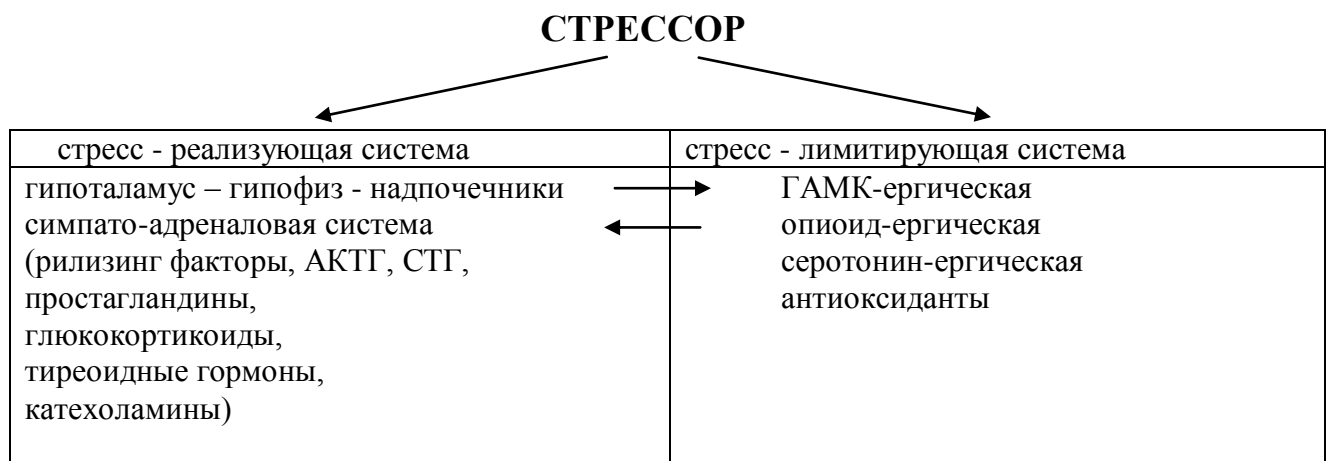 СТРЕССОР
стресс - реализующая система
стресс - лимитирующая система
гипоталамус – гипофиз - надпочечники
симпато-адреналовая система
(рилизинг факторы, АКТГ, СТГ,
простагландины,
глюкокортикоиды,
тиреоидные гормоны,
катехоламины)
ГАМК-ергическая
опиоид-ергическая
серотонин-ергическая
антиоксиданты